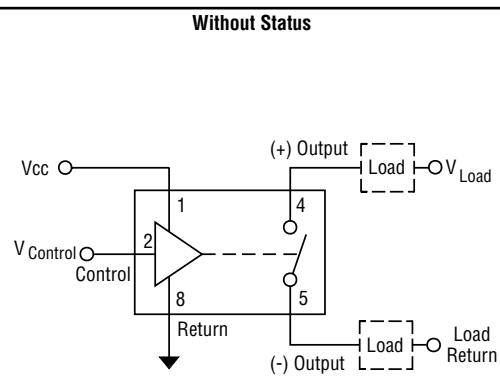 Without Status
(+) Output
Vcc
Load
V Load
1
4
V Control
2
Control
8
5
Return
Load
Load
Return
(-) Output